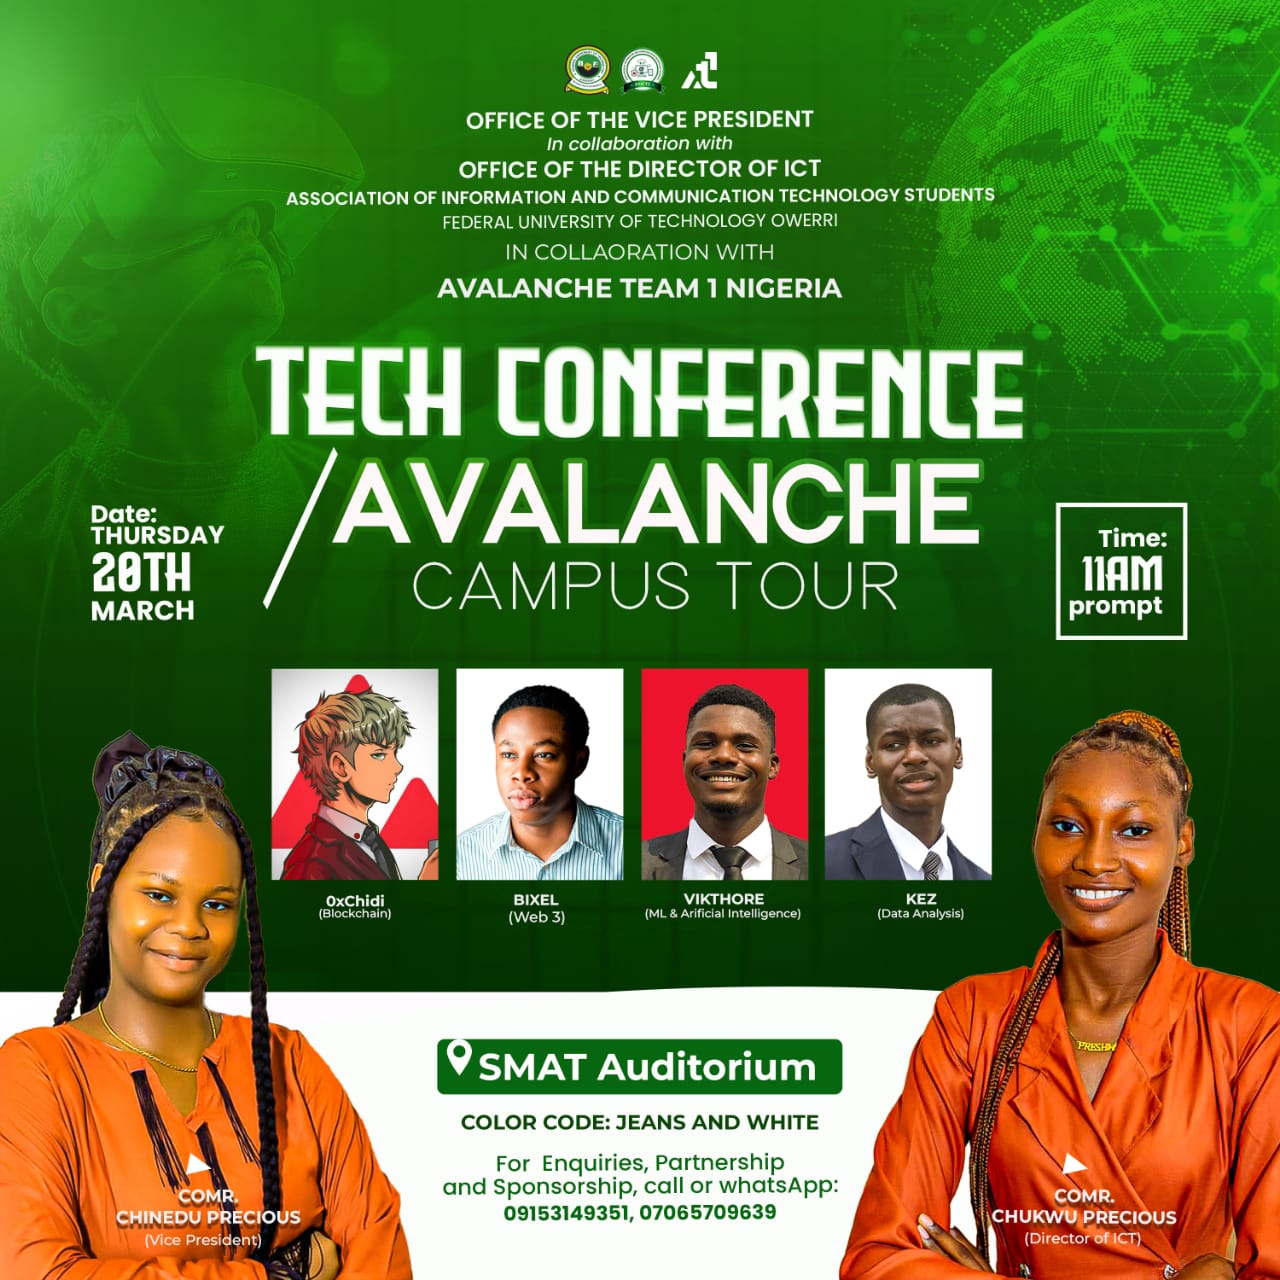 OFFICE OF THE VICE PRESIDENT
In collaboration with
OFFICE OF THE DIRECTOR OF ICT
ASSOCIATION OF INFORMATION AND COMMUNICATION TECHNOLOGY STUDENTS
FEDERAL UNIVERSITY OF TECHNOLOGY OWERRI
IN COLLAORATION WITH
AVALANCHE TEAM 1 NIGERIA
TECH CONFERENCE
/AVALANCHE
CAMPUS TOUR
Date:
THURSDAY
20TH
MARCH
Time:
11AM
prompt
0xChidi
(Blockchain)
BIXEL
(Web 3)
VIKTHORE
(ML & Arificial Intelligence)
KEZ
(Data Analysis)
SMAT Auditorium
COLOR CODE: JEANS AND WHITE
For Enquiries, Partnership
and Sponsorship, call or whatsApp:
09153149351, 07065709639
COMR.
CHINEDU PRECIOUS
(Vice President)
PRESHIM
COMR.
CHUKWU PRECIOUS
(Director of ICT)